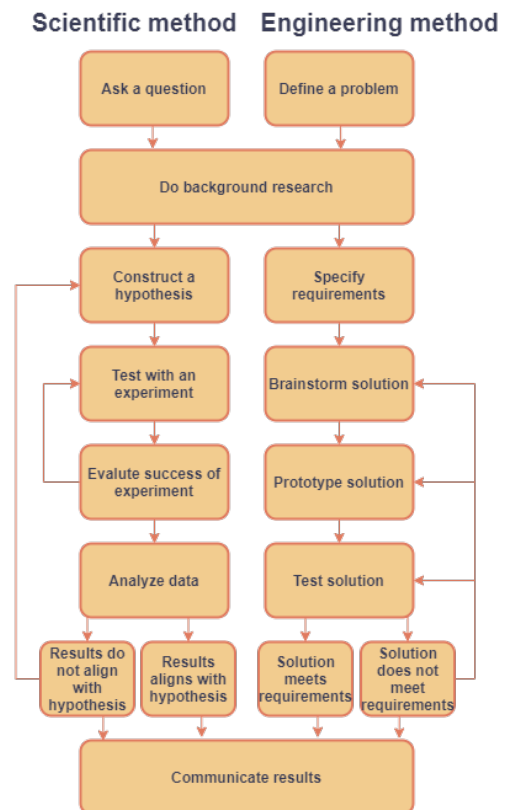 Scientific method
Engineering method
Ask a question
Define a problem
Do background research
Construct a
hypothesis
Specify
requirements
Test with an
experiment
Brainstorm solution
Evalute success of
experiment
Prototype solution
Analyze data
Test solution
Results do
not align
with
hypothesis
Results
aligns with
hypothesis
Solution
meets
requirements
Solution
does not
meet
requirements
Communicate results